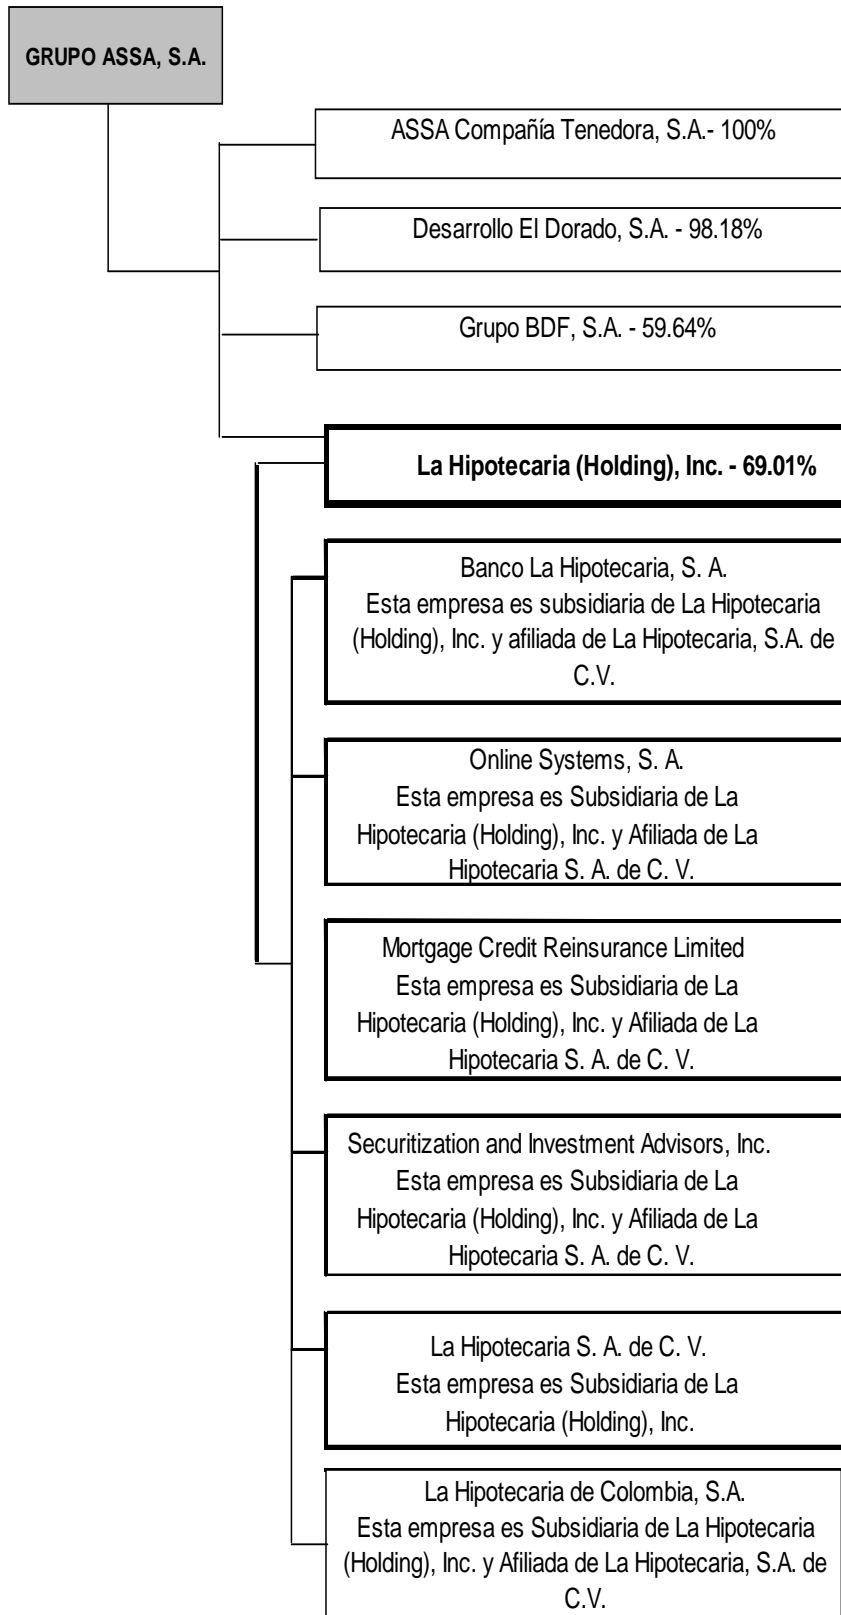 GRUPO ASSA, S.A.
ASSA Compañía Tenedora, S.A.- 100%
Desarrollo El Dorado, S.A. - 98.18%
Grupo BDF, S.A. - 59.64%
La Hipotecaria (Holding), Inc. - 69.01%
Banco La Hipotecaria, S. A.
Esta empresa es subsidiaria de La Hipotecaria
(Holding), Inc. y afiliada de La Hipotecaria, S.A. de
C.V.
Online Systems, S. A.
Esta empresa es Subsidiaria de La
Hipotecaria (Holding), Inc. y Afiliada de La
Hipotecaria S. A. de C. V.
Mortgage Credit Reinsurance Limited
Esta empresa es Subsidiaria de La
Hipotecaria (Holding), Inc. y Afiliada de La
Hipotecaria S. A. de C. V.
Securitization and Investment Advisors, Inc.
Esta empresa es Subsidiaria de La
Hipotecaria (Holding), Inc. y Afiliada de La
Hipotecaria S. A. de C. V.
La Hipotecaria S. A. de C. V.
Esta empresa es Subsidiaria de La
Hipotecaria (Holding), Inc.
La Hipotecaria de Colombia, S.A.
Esta empresa es Subsidiaria de La Hipotecaria
(Holding), Inc. y Afiliada de La Hipotecaria, S.A. de
C.V.